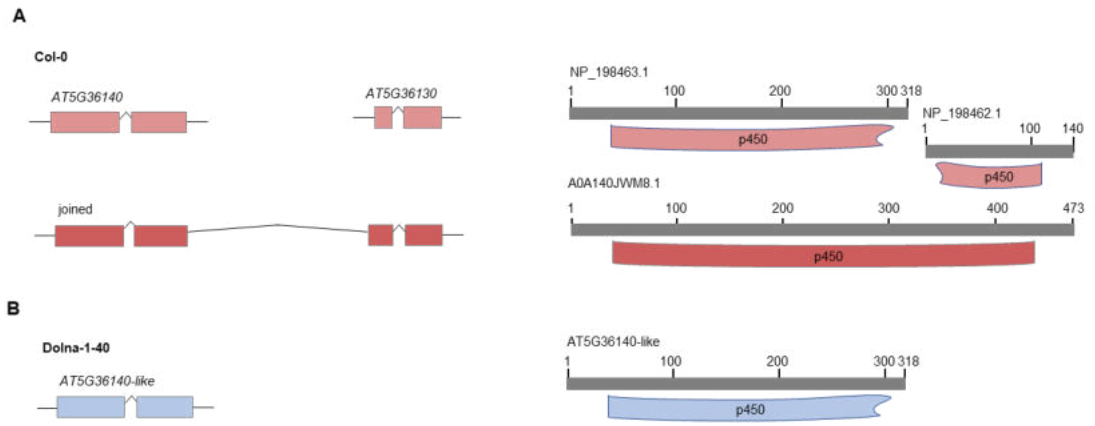 A
Col-0
AT5G36140
AT5G36130
NP_198463.1
1 100 200 300 318
p450
NP_198462.1
1 100 140
p450
joined
A0A140JWM8.1
1 100 200 300 400 473
p450
B
Dolna-1-40
AT5G36140-like
AT5G36140-like
1 100 200 300 318
p450